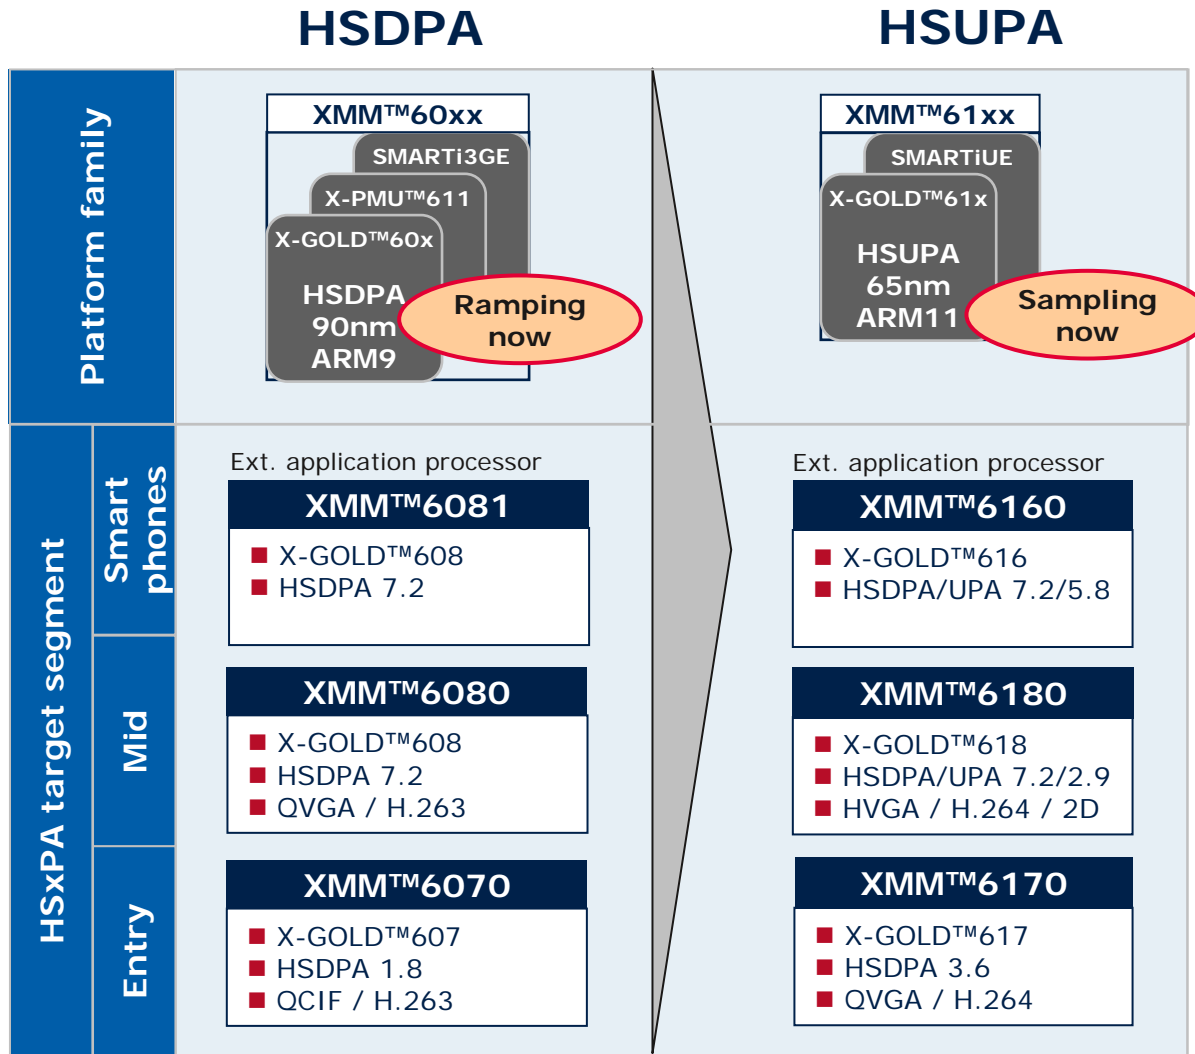 HSDPA
HSUPA
Platform family
XMM™60xx
SMARTi3GE
X-PMU™611
X-GOLD™60x
HSDPA
90nm
ARM9
Ramping
now
XMM™61xx
SMARTiUE
X-GOLD™61x
HSUPA
65nm
ARM11
Sampling
now
HSxPA target segment
Smart
phones
Ext. application processor
XMM™6081
X-GOLD™608
HSDPA 7.2
Ext. application processor
XMM™6160
X-GOLD™616
HSDPA/UPA 7.2/5.8
Mid
XMM™6080
X-GOLD™608
HSDPA 7.2
QVGA / H.263
XMM™6180
X-GOLD™618
HSDPA/UPA 7.2/2.9
HVGA / H.264 / 2D
Entry
XMM™6070
X-GOLD™607
HSDPA 1.8
QCIF / H.263
XMM™6170
X-GOLD™617
HSDPA 3.6
QVGA / H.264